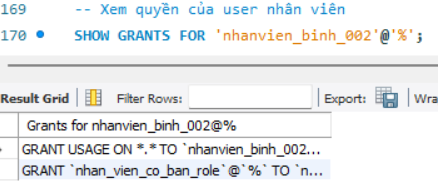 169 -- Xem quyền của user nhân viên
170 SHOW GRANTS FOR 'nhanvien_binh_002'@'%';
Result Grid Filter Rows: Export: Wra
Grants for nhanvien_binh_002@%
GRANT USAGE ON *.* TO `nhanvien_binh_002...
GRANT `nhan_vien_co_ban_role`@`%` TO `n...